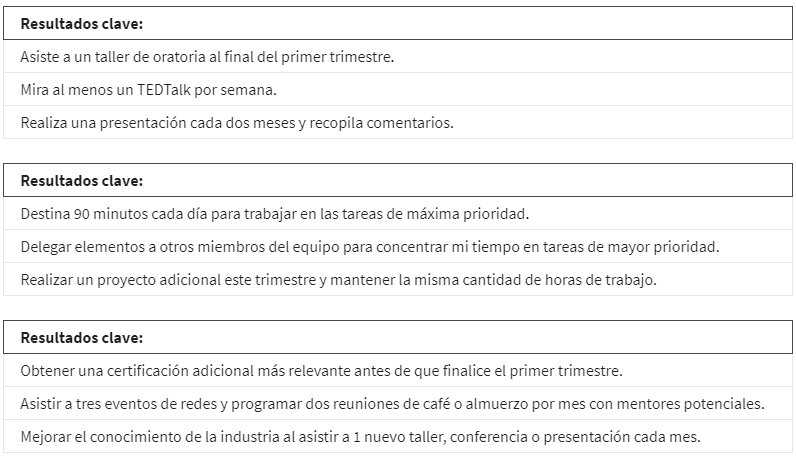 Resultados clave:
Asiste a un taller de oratoria al final del primer trimestre.
Mira al menos un TEDTalk por semana.
Realiza una presentación cada dos meses y recopila comentarios.
Resultados clave:
Destina 90 minutos cada día para trabajar en las tareas de máxima prioridad.
Delegar elementos a otros miembros del equipo para concentrar mi tiempo en tareas de mayor prioridad.
Realizar un proyecto adicional este trimestre y mantener la misma cantidad de horas de trabajo.
Resultados clave:
Obtener una certificación adicional más relevante antes de que finalice el primer trimestre.
Asistir a tres eventos de redes y programar dos reuniones de café o almuerzo por mes con mentores potenciales.
Mejorar el conocimiento de la industria al asistir a 1 nuevo taller, conferencia o presentación cada mes.